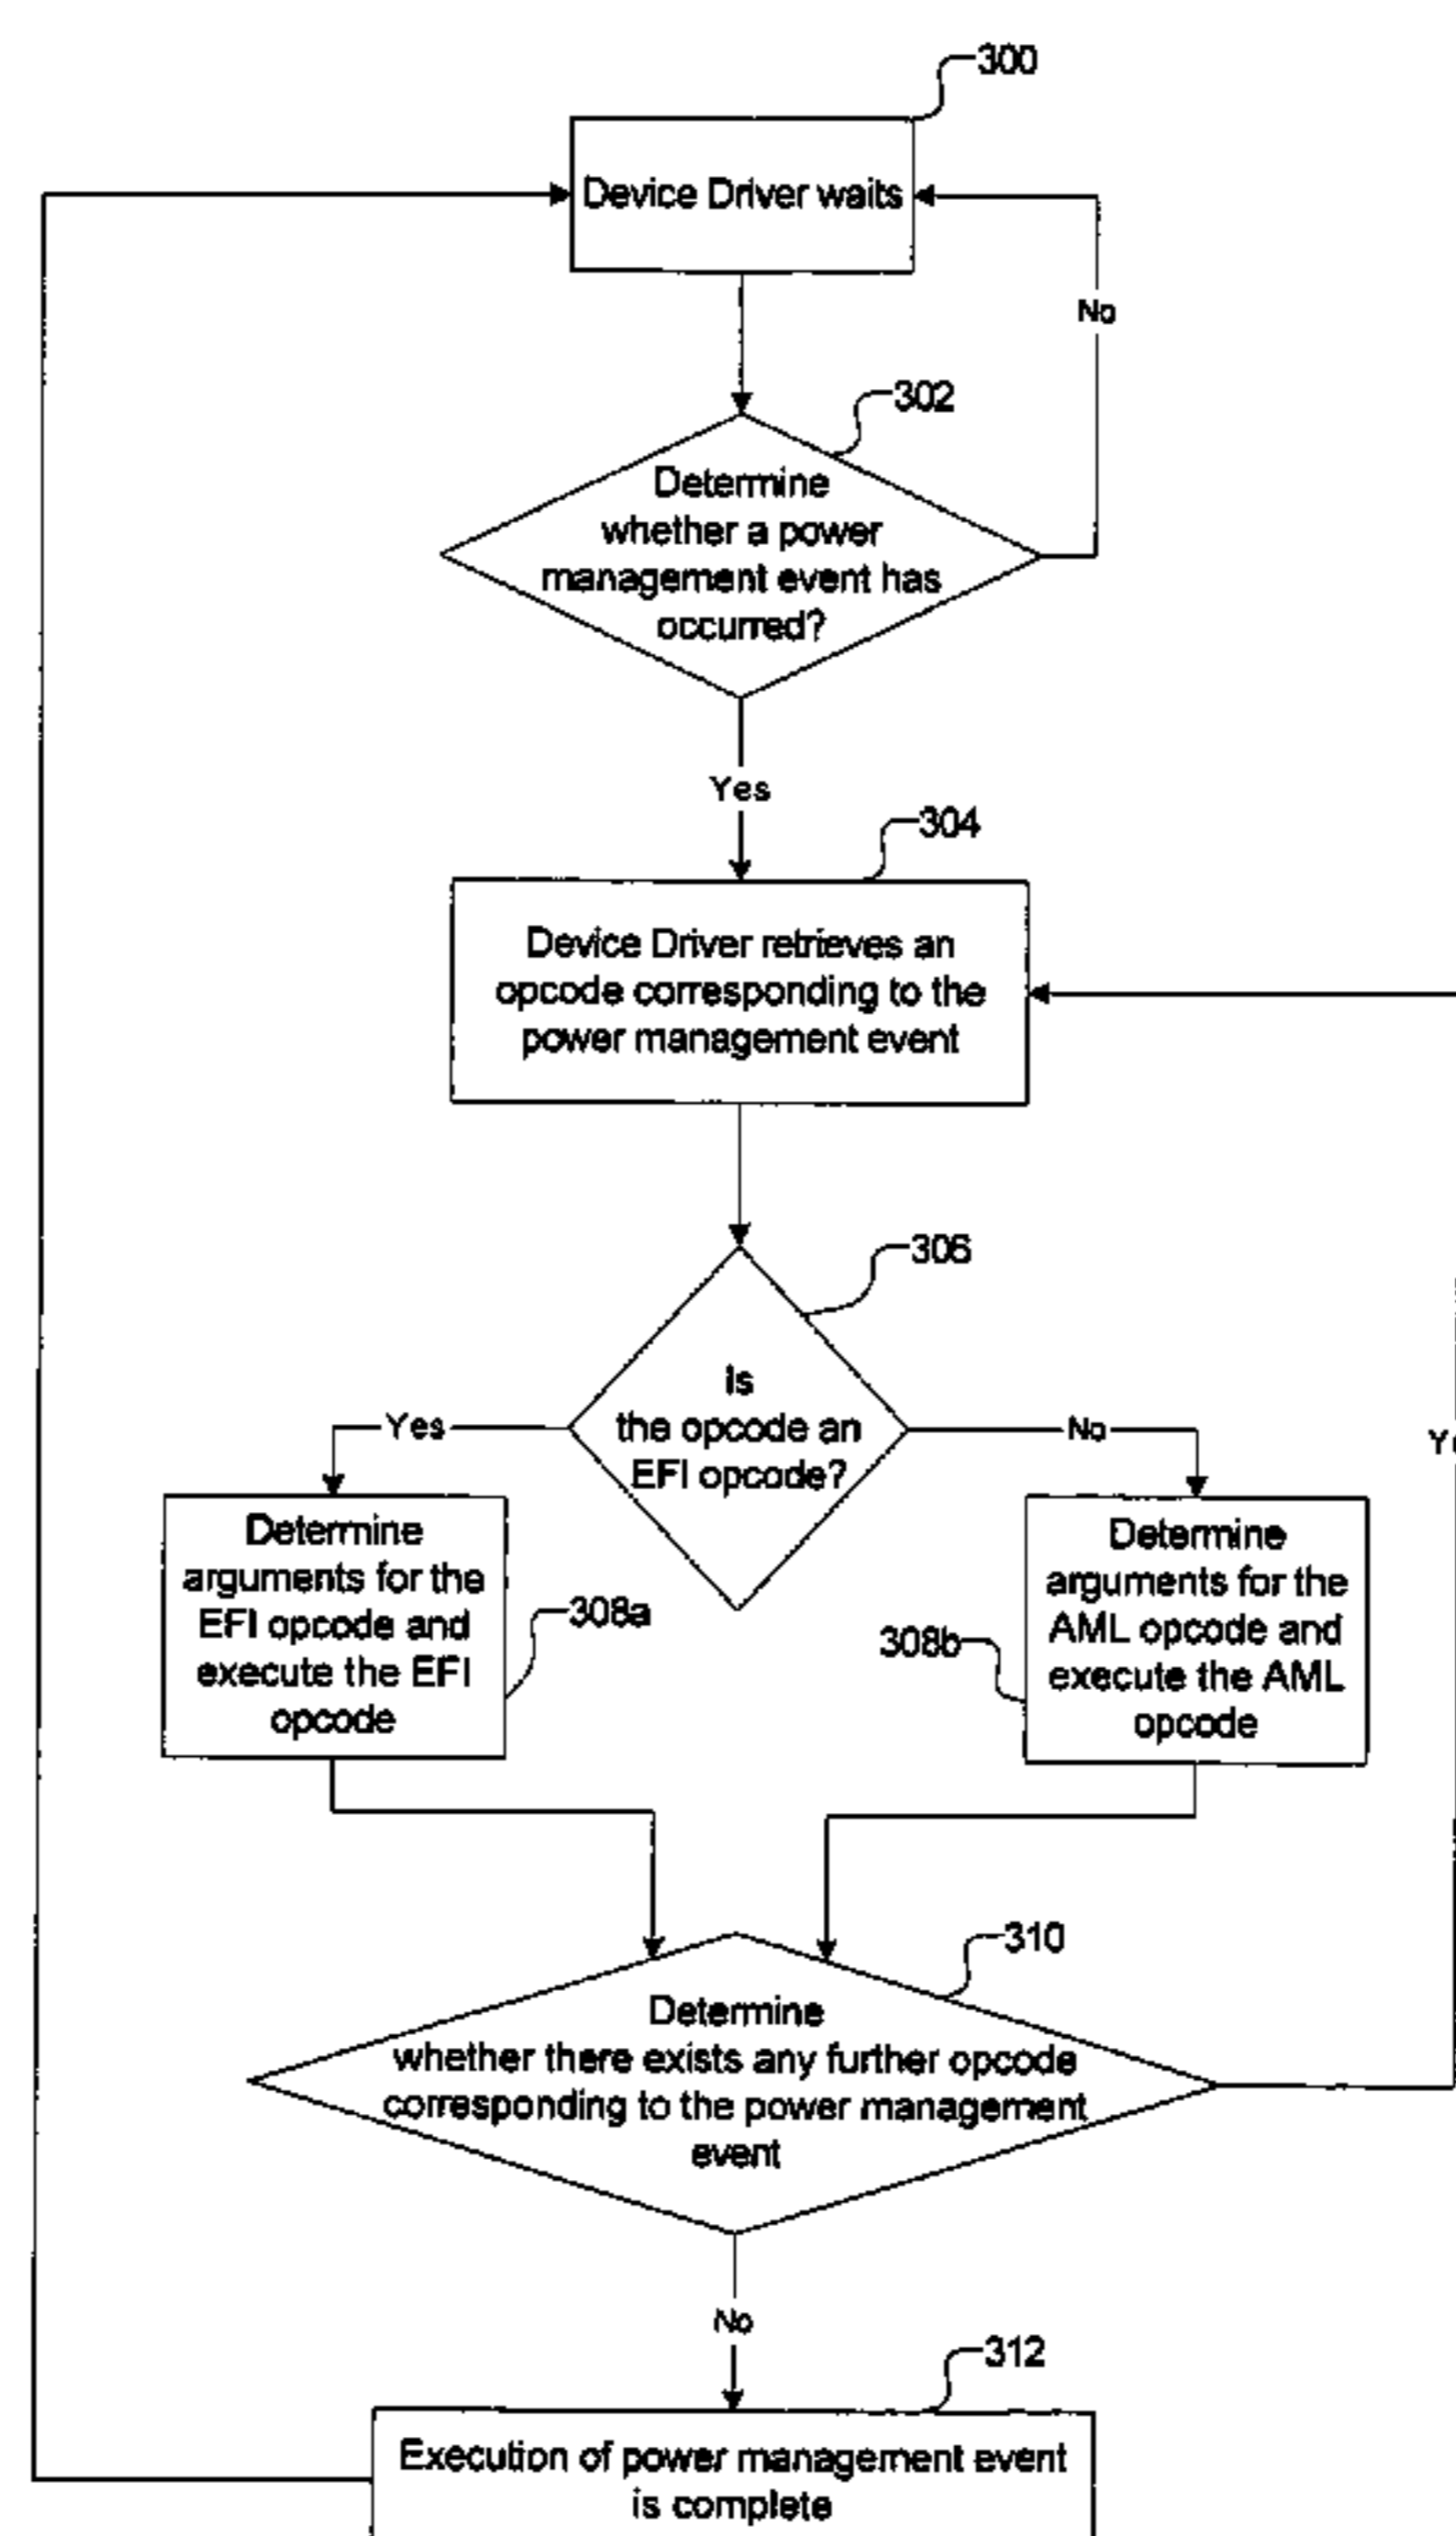 300
Device Driver waits
No
302
Determine
whether a power
management event has
occurred?
Yes
304
Device Driver retrieves an
opcode corresponding to the
power management event
306
Is
the opcode an
EFI opcode?
Yes
No
Determine
arguments for the
EFI opcode and
execute the EFI
opcode
308a
308b
Determine
arguments for the
AML opcode and
execute the AML
opcode
310
Determine
whether there exists any further opcode
corresponding to the power management
event
No
312
Execution of power management event
is complete